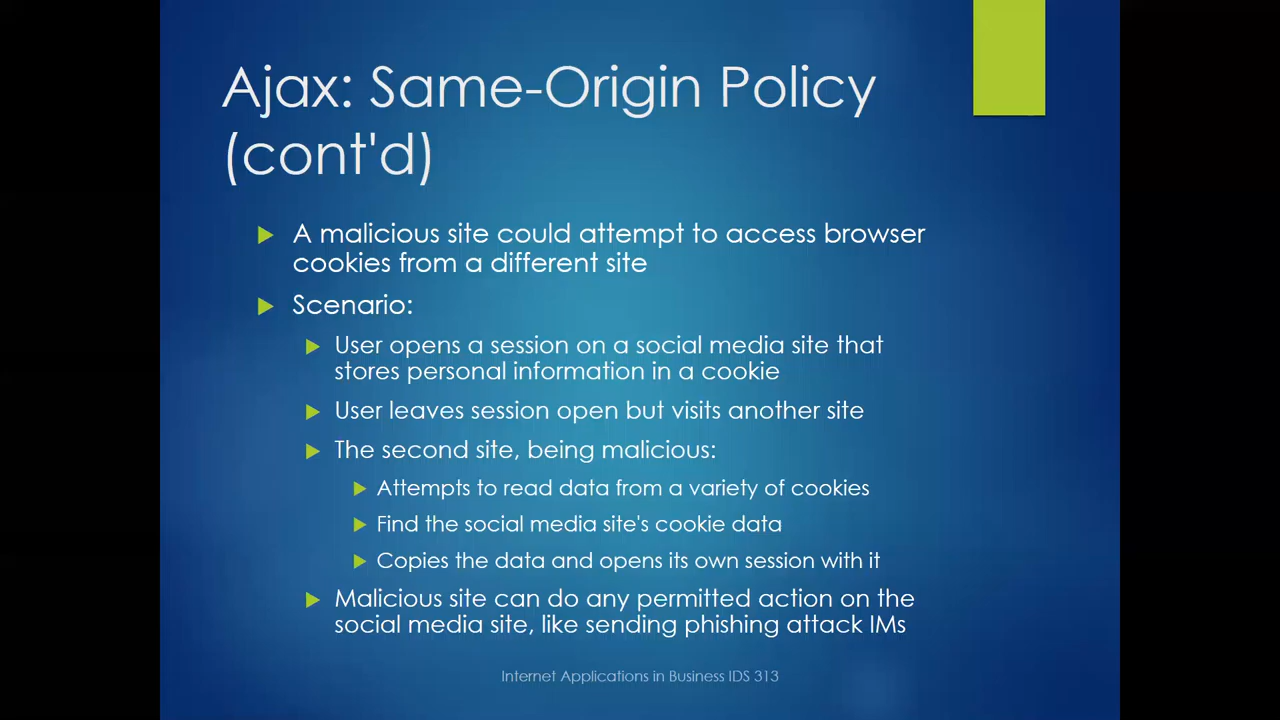 Ajax: Same-Origin Policy
(cont'd)
A malicious site could attempt to access browser
cookies from a different site
Scenario:
User opens a session on a social media site that
stores personal information in a cookie
User leaves session open but visits another site
The second site, being malicious:
Attempts to read data from a variety of cookies
Find the social media site's cookie data
Copies the data and opens its own session with it
Malicious site can do any permitted action on the
social media site, like sending phishing attack IMs
Internet Applications in Business IDS 313